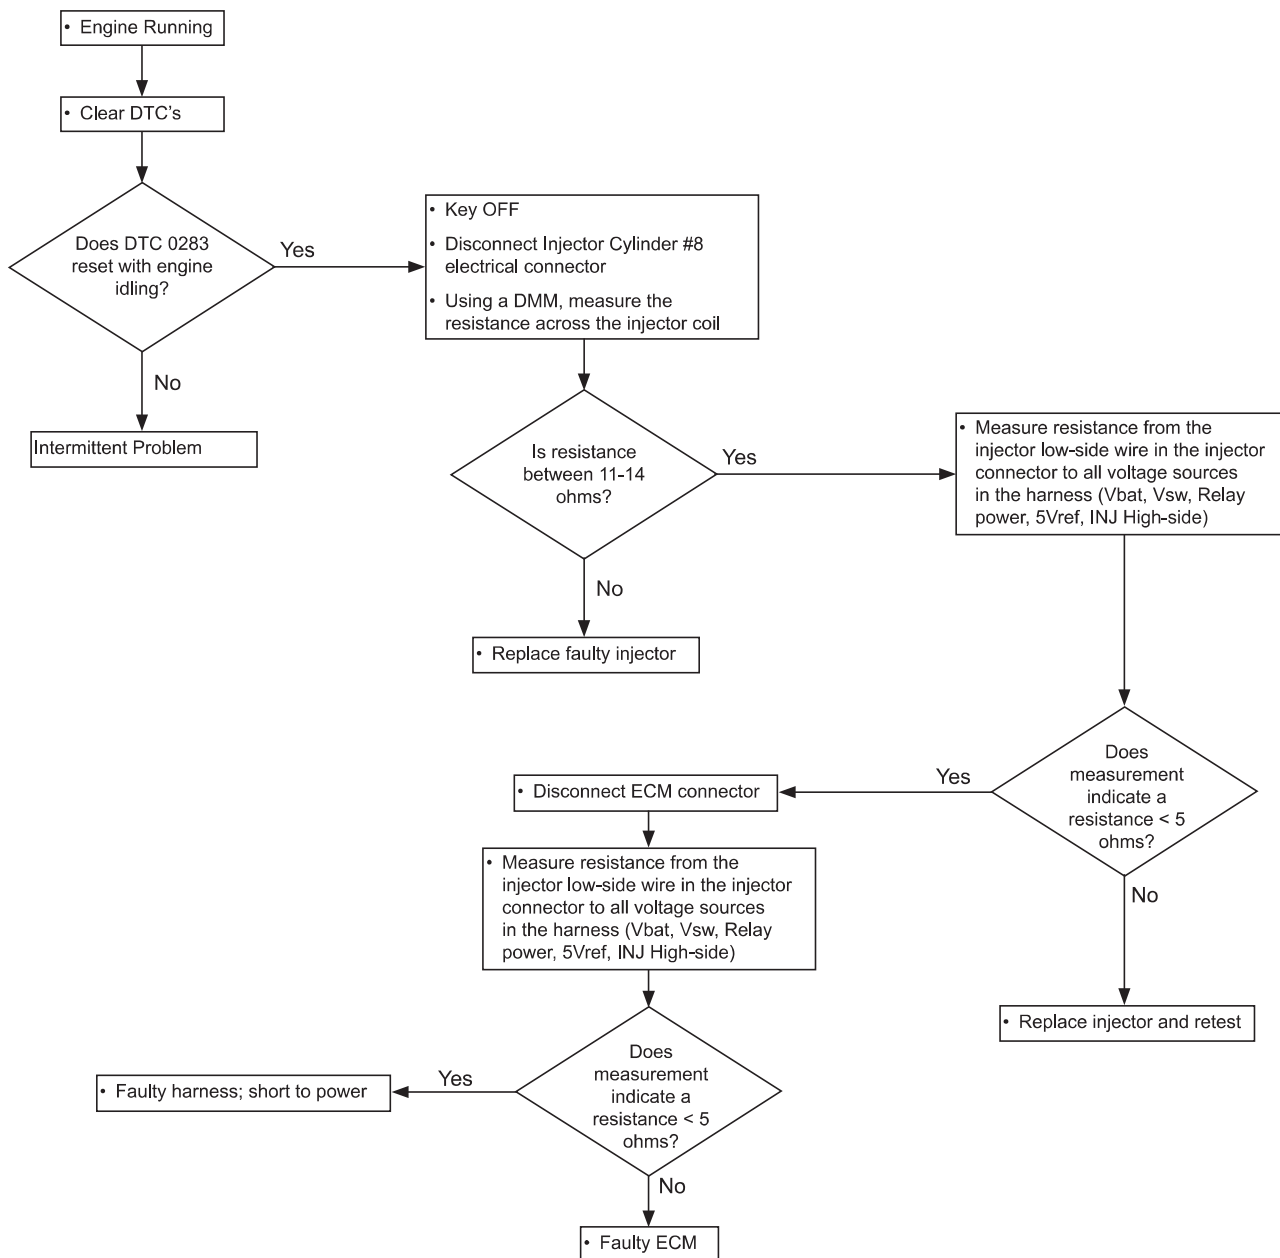 • Engine Running
• Clear DTC's
Does DTC 0283
reset with engine
idling?
Yes
No
Intermittent Problem
• Key OFF
• Disconnect Injector Cylinder #8
electrical connector
• Using a DMM, measure the
resistance across the injector coil
Is resistance
between 11-14
ohms?
Yes
No
• Replace faulty injector
• Measure resistance from the
injector low-side wire in the injector
connector to all voltage sources
in the harness (Vbat, Vsw, Relay
power, 5Vref, INJ High-side)
Does
measurement
indicate a
resistance < 5
ohms?
Yes
No
• Replace injector and retest
• Disconnect ECM connector
• Measure resistance from the
injector low-side wire in the injector
connector to all voltage sources
in the harness (Vbat, Vsw, Relay
power, 5Vref, INJ High-side)
Does
measurement
indicate a
resistance < 5
ohms?
Yes
• Faulty harness; short to power
No
• Faulty ECM